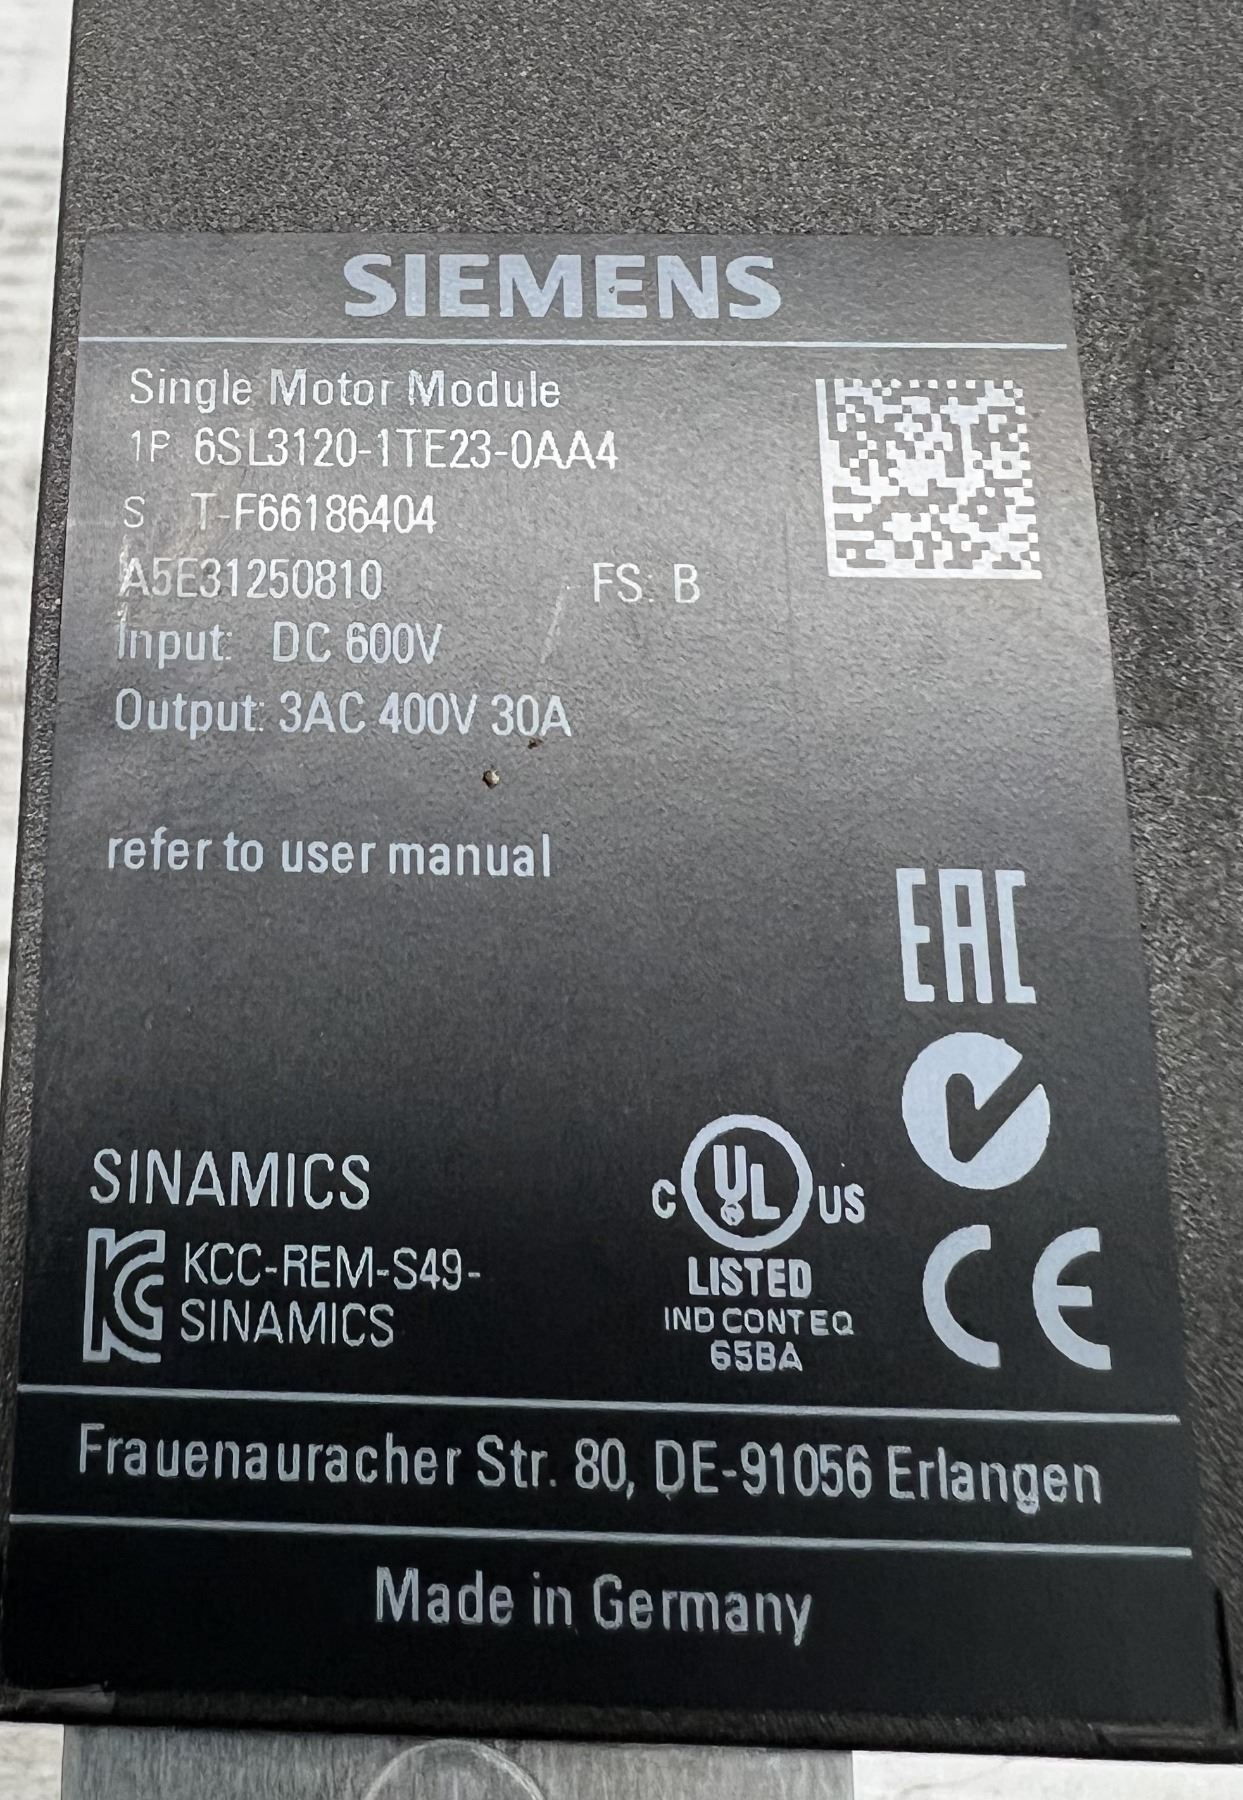 SIEMENS
Single Motor Module
1P 6SL3120-1TE23-0AA4
S T-F66186404
A5E31250810 FS: B
Input: DC 600V
Output: 3AC 400V 30A
refer to user manual
EAC
SINAMICS
KCC-REM-S49-
SINAMICS
C UL US
LISTED
IND CONT EQ
65BA
CE
Frauenauracher Str. 80, DE-91056 Erlangen
Made in Germany